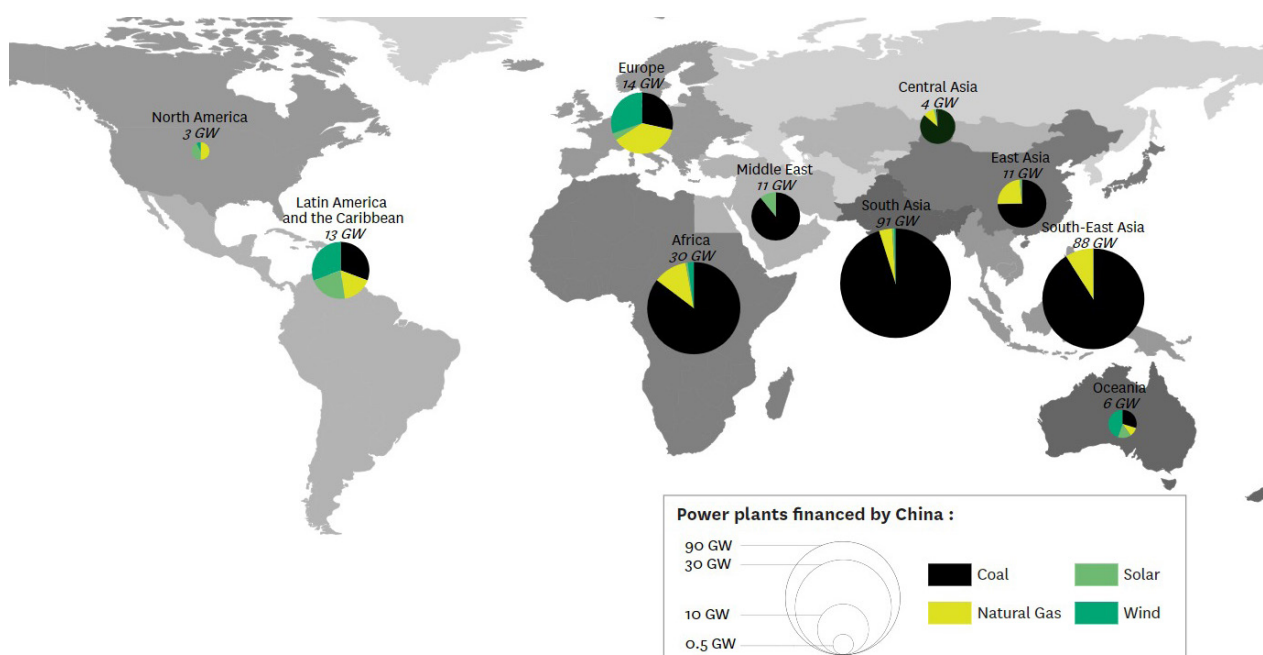 Europe
14 GW
Central Asia
4 GW
North America
3 GW
East Asia
11 GW
Middle East
11 GW
Latin America
and the Caribbean
13 GW
South Asia
91 GW
South-East Asia
88 GW
Africa
30 GW
Oceania
6 GW
Power plants financed by China :
90 GW
30 GW
10 GW
0.5 GW
Coal
Solar
Natural Gas
Wind